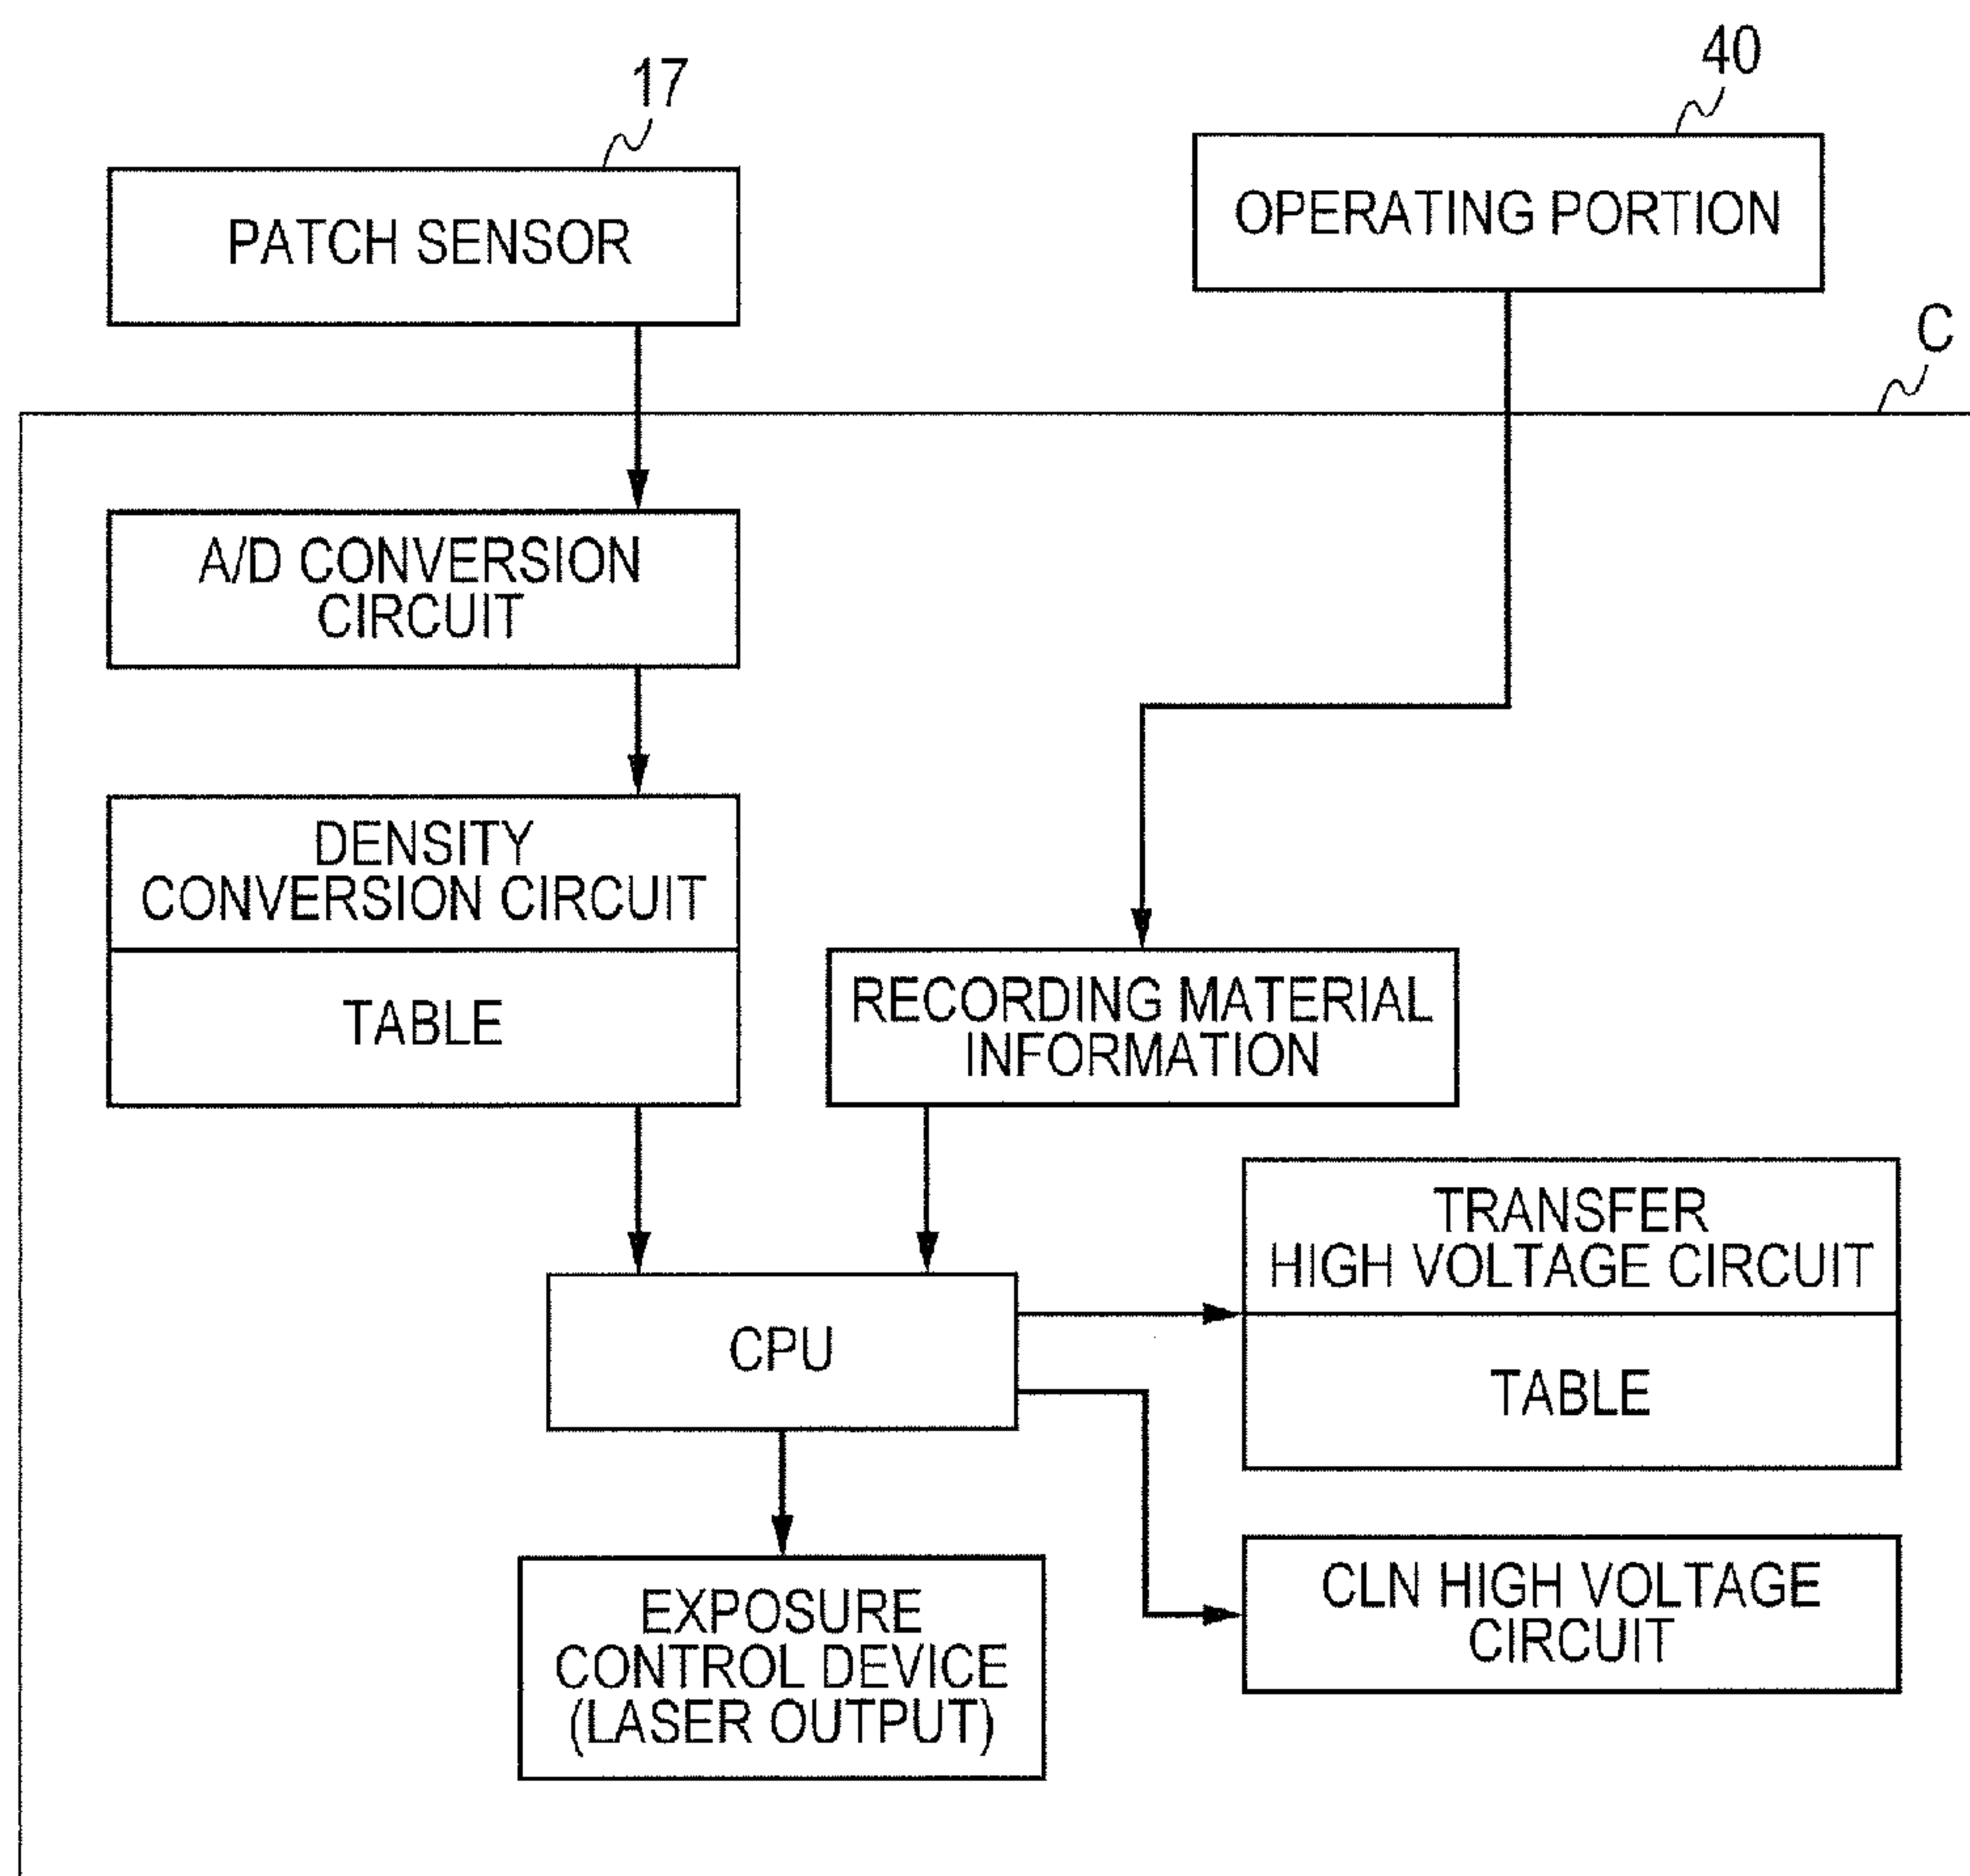 17
40
PATCH SENSOR
OPERATING PORTION
C
A/D CONVERSION
CIRCUIT
DENSITY
CONVERSION CIRCUIT
TABLE
RECORDING MATERIAL
INFORMATION
TRANSFER
HIGH VOLTAGE CIRCUIT
TABLE
CPU
CLN HIGH VOLTAGE
CIRCUIT
EXPOSURE
CONTROL DEVICE
(LASER OUTPUT)